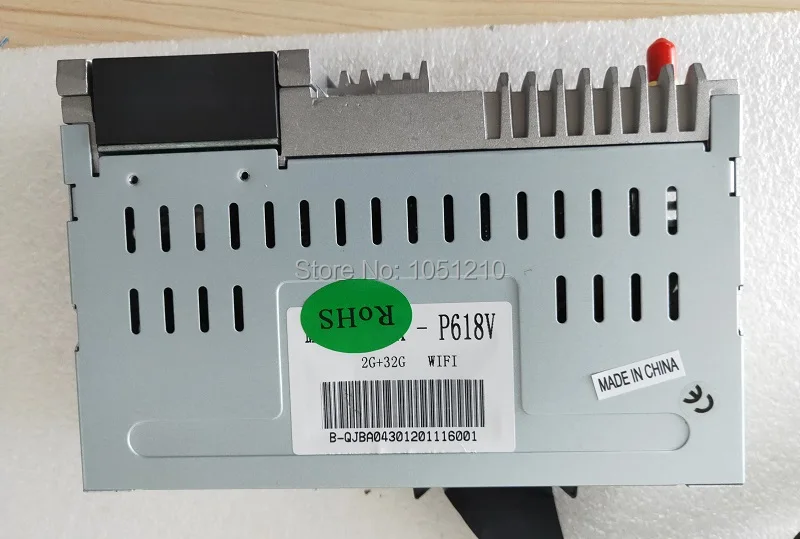 Store No: 1051210
RoHS
- P618V
2G+32G WIFI
B-QJBA04301201116001
MADE IN CHINA
CE